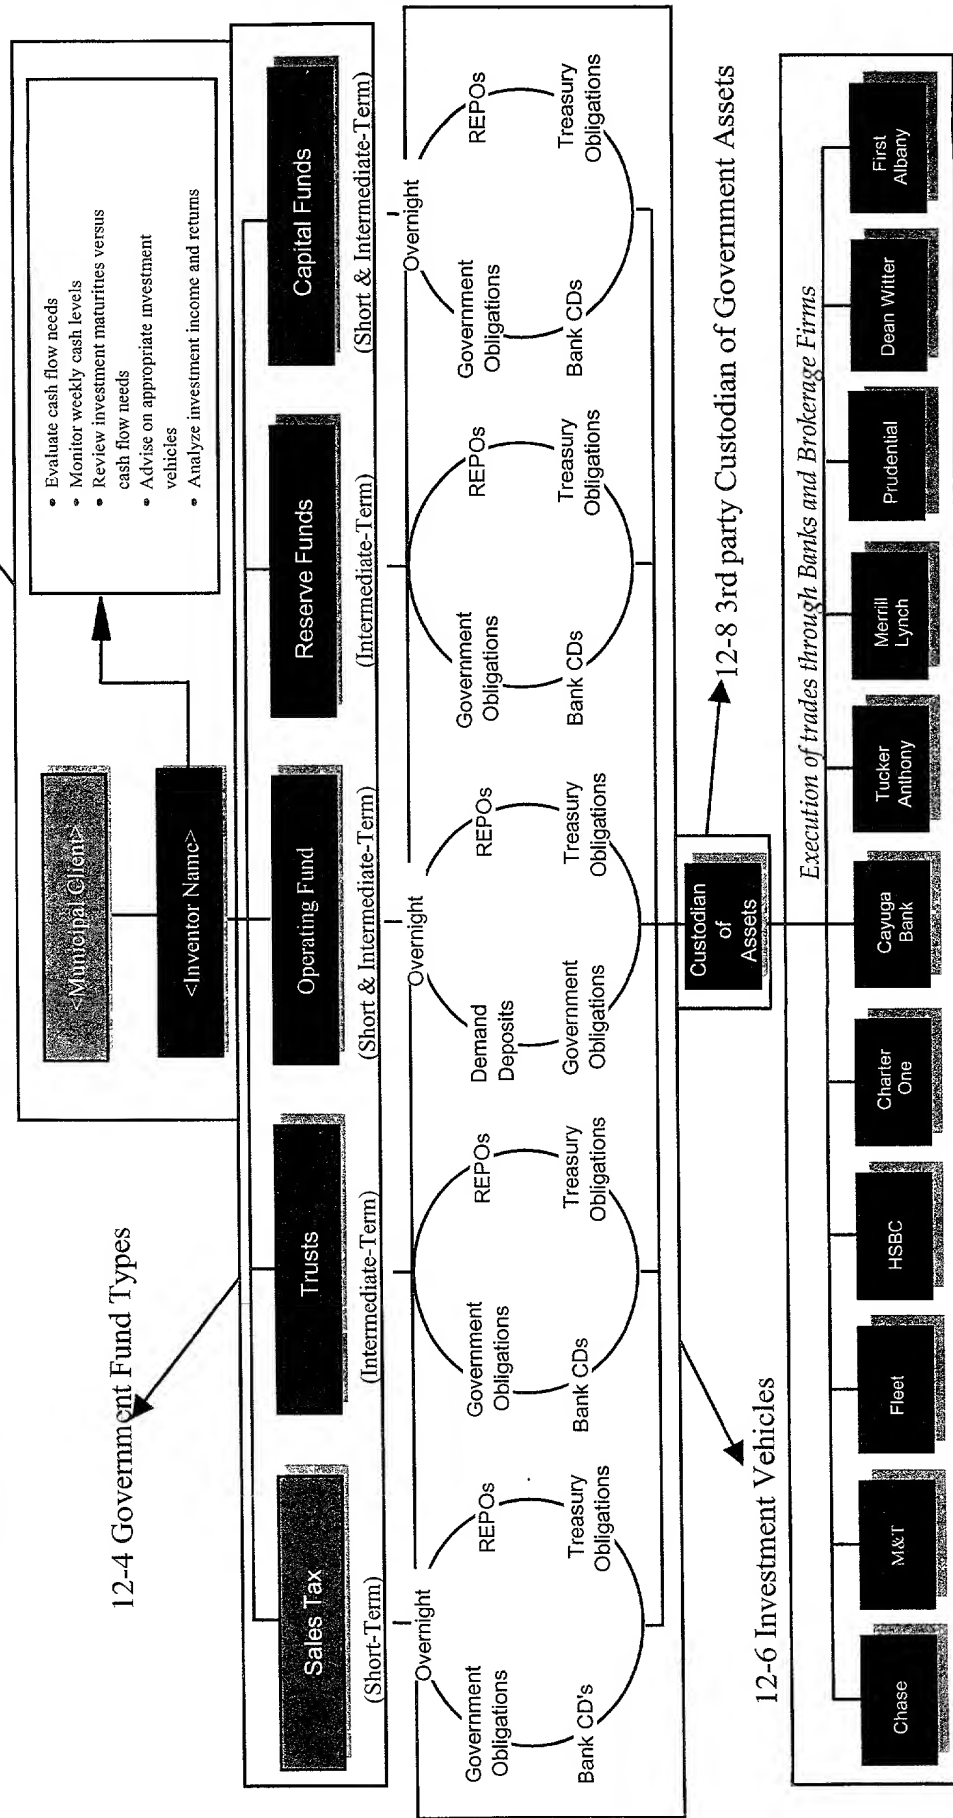 <Municipal Client>
<Inventor Name>
• Evaluate cash flow needs
• Monitor weekly cash levels
• Review investment maturities versus
cash flow needs
• Advise on appropriate investment
vehicles
• Analyze investment income and returns
12-4 Government Fund Types
Sales Tax
(Short-Term)
Trusts
(Intermediate-Term)
Operating Fund
(Short & Intermediate-Term)
Reserve Funds
(Intermediate-Term)
Capital Funds
(Short & Intermediate-Term)
Overnight
Government
Obligations
REPOs
Bank CD's
Treasury
Obligations
Government
Obligations
REPOs
Bank CDs
Treasury
Obligations
Overnight
Demand
Deposits
REPOs
Government
Obligations
Treasury
Obligations
Government
Obligations
REPOs
Bank CDs
Treasury
Obligations
Overnight
Government
Obligations
REPOs
Bank CDs
Treasury
Obligations
12-6 Investment Vehicles
Custodian
of
Assets
12-8 3rd party Custodian of Government Assets
Execution of trades through Banks and Brokerage Firms
Chase
M&T
Fleet
HSBC
Charter
One
Cayuga
Bank
Tucker
Anthony
Merrill
Lynch
Prudential
Dean Witter
First
Albany